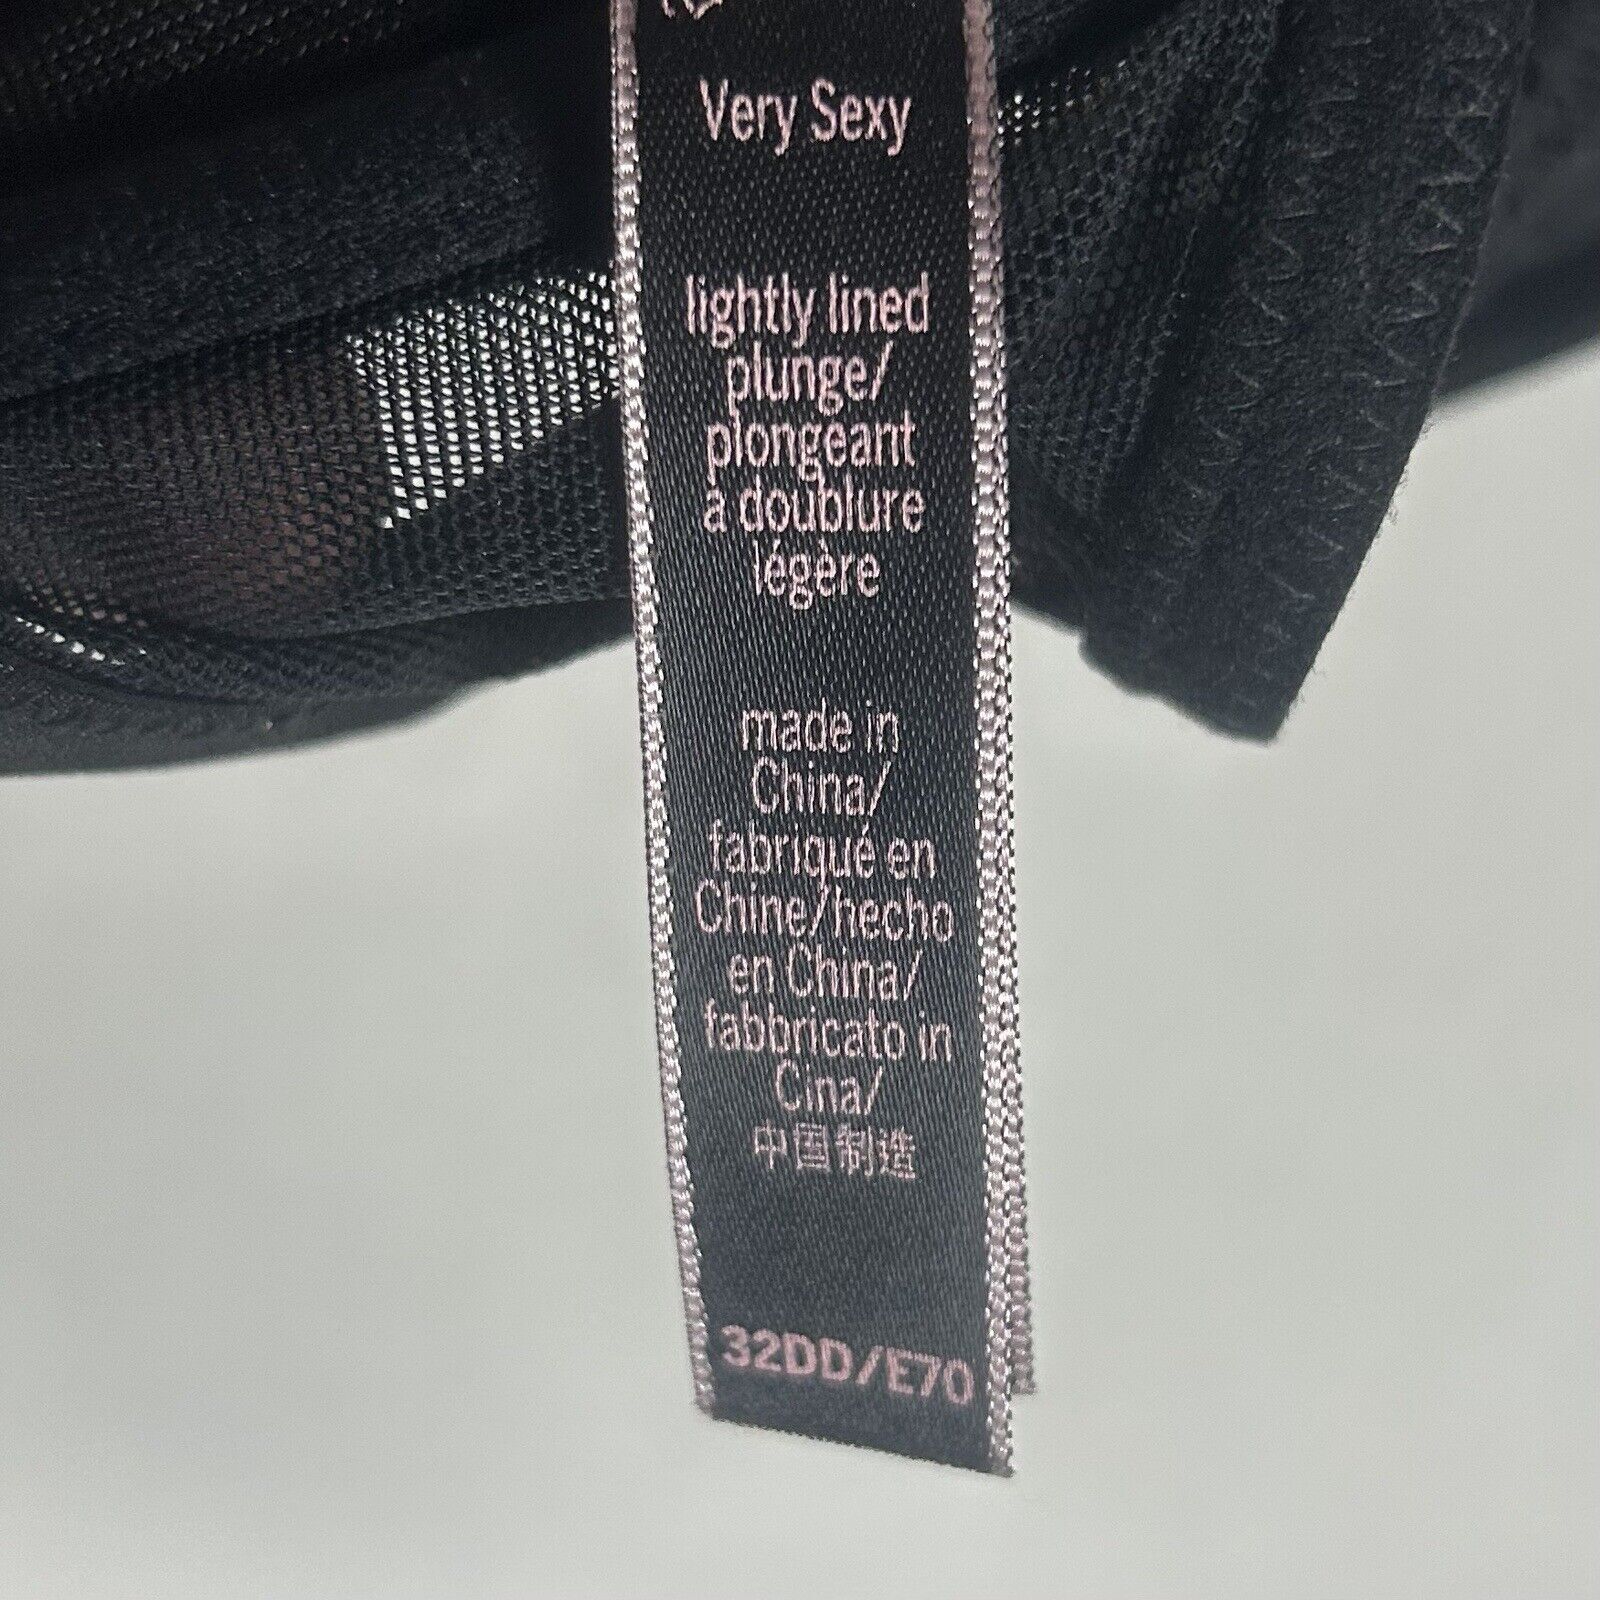 Very Sexy
lightly lined
plunge/
plongeant
à doublure
légère
made in
China/
fabriqué en
Chine/hecho
en China/
fabbricato in
Cina/
中国制造
32DD/E70